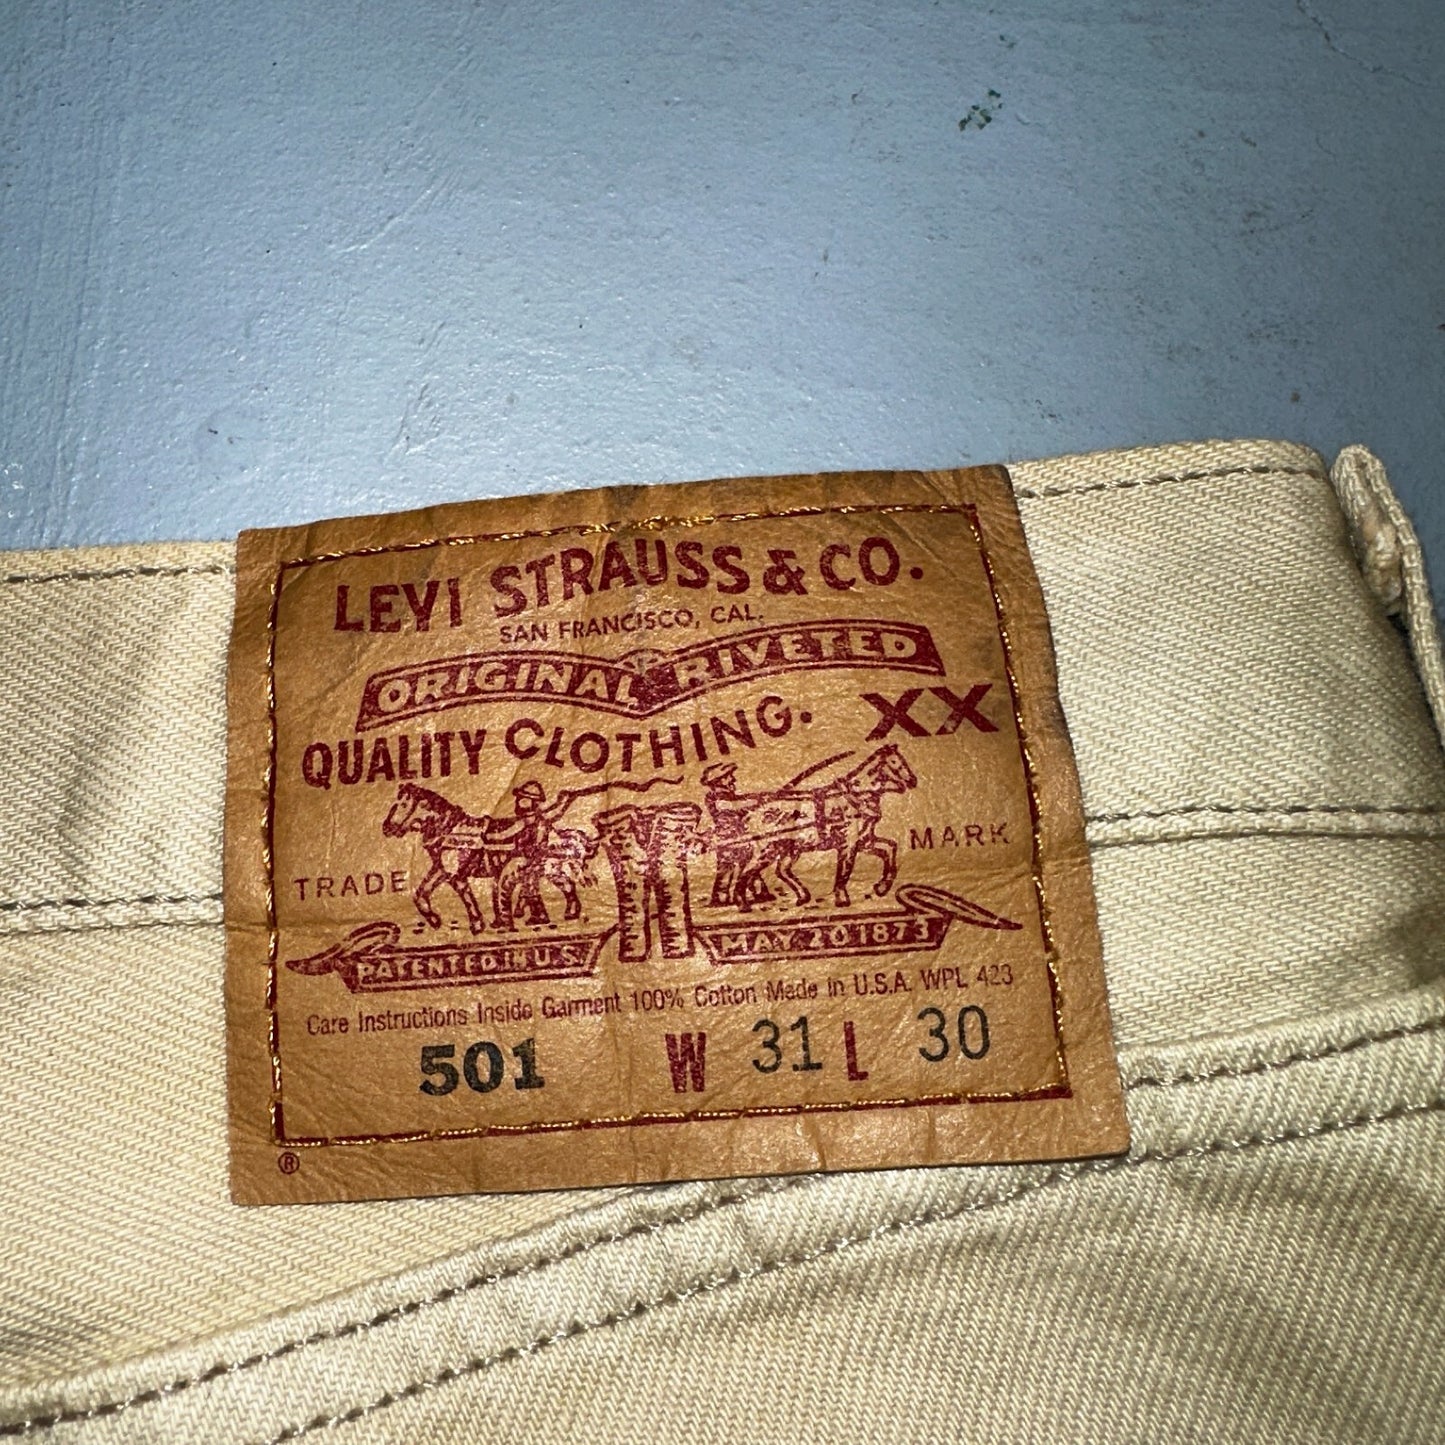 LEVI STRAUSS & CO.
SAN FRANCISCO, CAL.
ORIGINAL RIVETED
QUALITY CLOTHING. XX
TRADE MARK
PATENTED IN U.S. MAY 20 1873
Care Instructions Inside Garment 100% Cotton Made in U.S.A. WPL 423
501 W 31 L 30
®